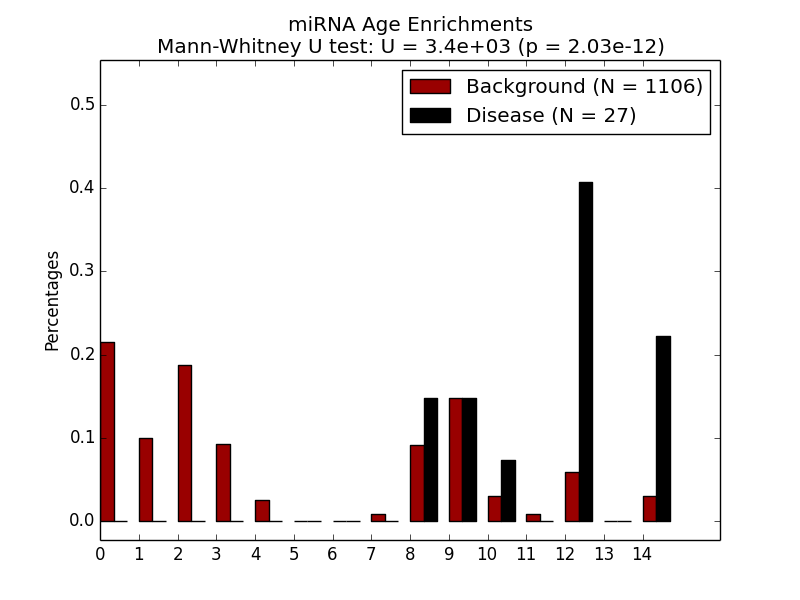 miRNA Age Enrichments
Mann-Whitney U test: U = 3.4e+03 (p = 2.03e-12)
Background (N = 1106)
Disease (N = 27)
Percentages
0.5
0.4
0.3
0.2
0.1
0.0
0 1 2 3 4 5 6 7 8 9 10 11 12 13 14